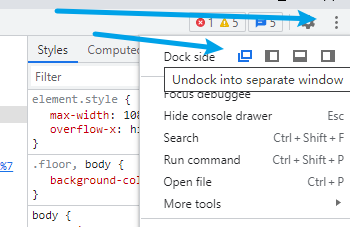 1 5 5
Styles Computed
Dock side
Filter
Undock into separate window
element.style {
Focus debuggee
max-width: 108
Hide console drawer Esc
overflow-x: hi
}
Search Ctrl + Shift + F
%7
.floor, body {
Run command Ctrl + Shift + P
background-col
Open file Ctrl + P
}
More tools
body {